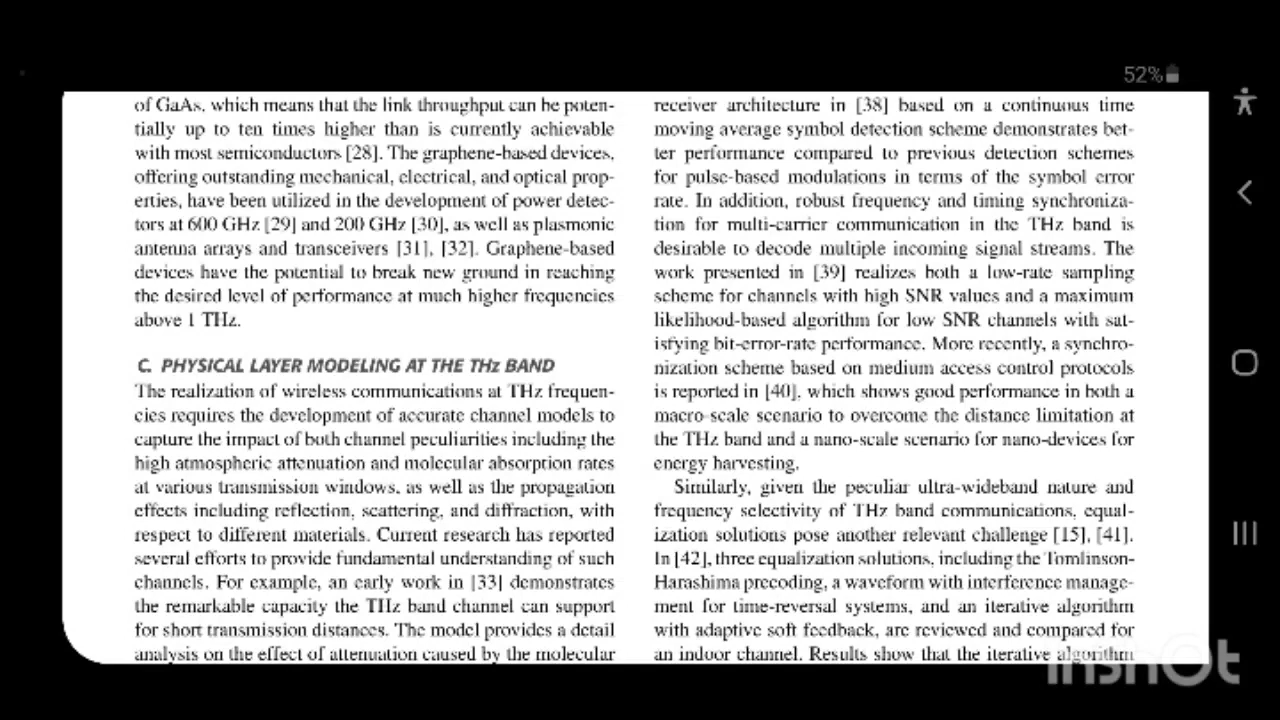 52%
of GaAs, which means that the link throughput can be poten-
tially up to ten times higher than is currently achievable
with most semiconductors [28]. The graphene-based devices,
offering outstanding mechanical, electrical, and optical prop-
erties, have been utilized in the development of power detec-
tors at 600 GHz [29] and 200 GHz [30], as well as plasmonic
antenna arrays and transceivers [31], [32]. Graphene-based
devices have the potential to break new ground in reaching
the desired level of performance at much higher frequencies
above 1 THz.
C. PHYSICAL LAYER MODELING AT THE THz BAND
The realization of wireless communications at THz frequen-
cies requires the development of accurate channel models to
capture the impact of both channel peculiarities including the
high atmospheric attenuation and molecular absorption rates
at various transmission windows, as well as the propagation
effects including reflection, scattering, and diffraction, with
respect to different materials. Current research has reported
several efforts to provide fundamental understanding of such
channels. For example, an early work in [33] demonstrates
the remarkable capacity the THz band channel can support
for short transmission distances. The model provides a detail
analysis on the effect of attenuation caused by the molecular
receiver architecture in [38] based on a continuous time
moving average symbol detection scheme demonstrates bet-
ter performance compared to previous detection schemes
for pulse-based modulations in terms of the symbol error
rate. In addition, robust frequency and timing synchroniza-
tion for multi-carrier communication in the THz band is
desirable to decode multiple incoming signal streams. The
work presented in [39] realizes both a low-rate sampling
scheme for channels with high SNR values and a maximum
likelihood-based algorithm for low SNR channels with sat-
isfying bit-error-rate performance. More recently, a synchro-
nization scheme based on medium access control protocols
is reported in [40], which shows good performance in both a
macro-scale scenario to overcome the distance limitation at
the THz band and a nano-scale scenario for nano-devices for
energy harvesting.
Similarly, given the peculiar ultra-wideband nature and
frequency selectivity of THz band communications, equal-
ization solutions pose another relevant challenge [15], [41].
In [42], three equalization solutions, including the Tomlinson-
Harashima precoding, a waveform with interference manage-
ment for time-reversal systems, and an iterative algorithm
with adaptive soft feedback, are reviewed and compared for
an indoor channel. Results show that the iterative algorithm
InShOt